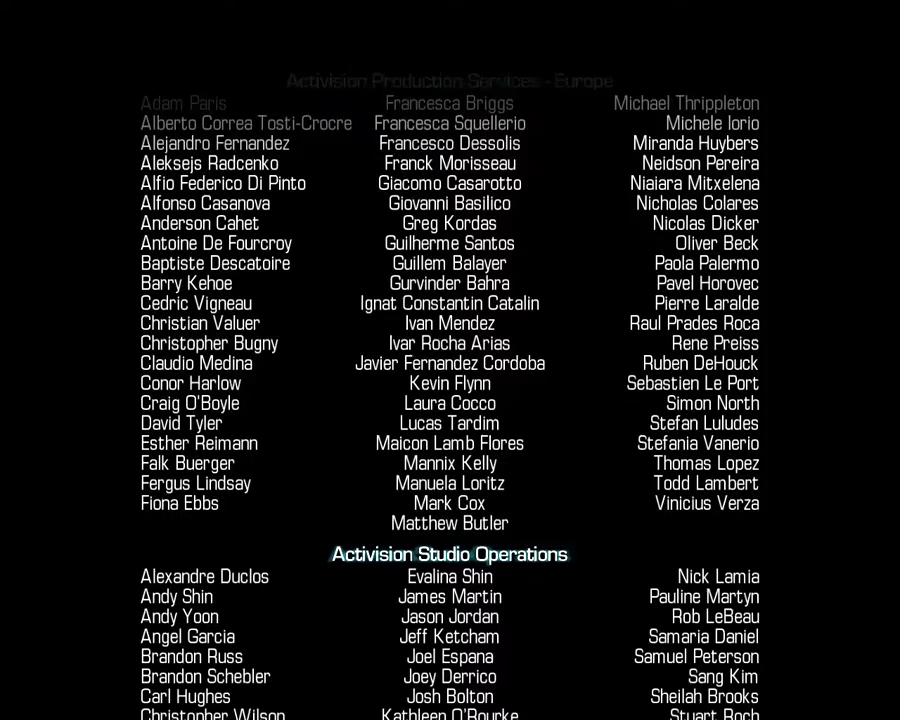 Activision Production Services - Europe
Adam Paris Francesca Briggs Michael Thrippleton
Alberto Correa Tosti-Crocre Francesca Squellerio Michele Iorio
Alejandro Fernandez Francesco Dessolis Miranda Huybers
Aleksejs Radcenko Franck Morisseau Neidson Pereira
Alfio Federico Di Pinto Giacomo Casarotto Niaiara Mitxelena
Alfonso Casanova Giovanni Basilico Nicholas Colares
Anderson Cahet Greg Kordas Nicolas Dicker
Antoine De Fourcroy Guilherme Santos Oliver Beck
Baptiste Descatoire Guillem Balayer Paola Palermo
Barry Kehoe Gurvinder Bahra Pavel Horovec
Cedric Vigneau Ignat Constantin Catalin Pierre Laralde
Christian Valuer Ivan Mendez Raul Prades Roca
Christopher Bugny Ivar Rocha Arias Rene Preiss
Claudio Medina Javier Fernandez Cordoba Ruben DeHouck
Conor Harlow Kevin Flynn Sebastien Le Port
Craig O'Boyle Laura Cocco Simon North
David Tyler Lucas Tardim Stefan Luludes
Esther Reimann Maicon Lamb Flores Stefania Vanerio
Falk Buerger Mannix Kelly Thomas Lopez
Fergus Lindsay Manuela Loritz Todd Lambert
Fiona Ebbs Mark Cox Vinicius Verza
Matthew Butler
Activision Studio Operations
Alexandre Duclos Evalina Shin Nick Lamia
Andy Shin James Martin Pauline Martyn
Andy Yoon Jason Jordan Rob LeBeau
Angel Garcia Jeff Ketcham Samaria Daniel
Brandon Russ Joel Espana Samuel Peterson
Brandon Schebler Joey Derrico Sang Kim
Carl Hughes Josh Bolton Sheilah Brooks
Christopher Wilson Kathleen O'Rourke Stuart Roch